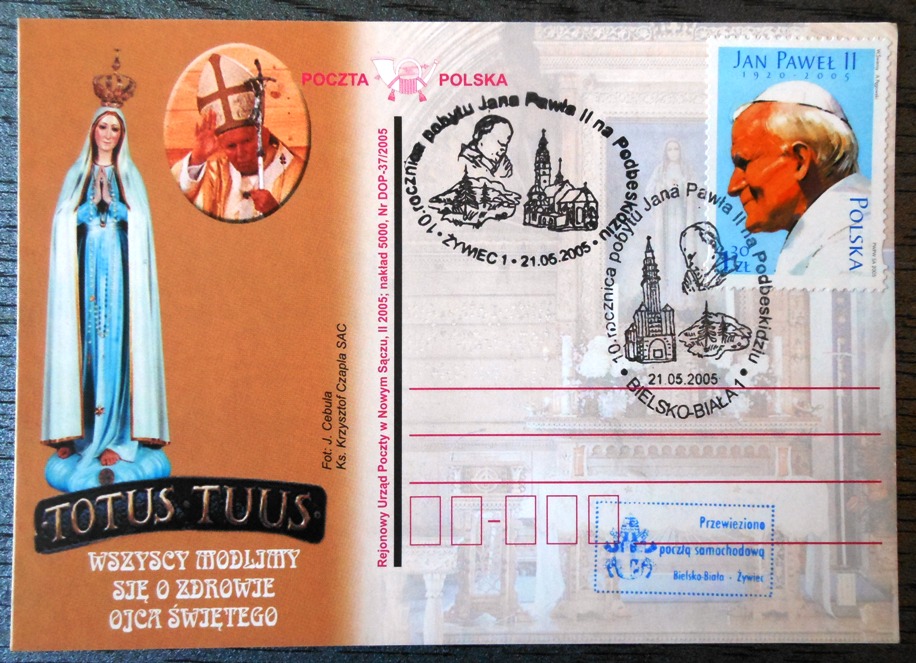 POCZTA POLSKA
JAN PAWEŁ II
1920-2005
POLSKA
1 30 ZŁ
10. rocznica pobytu Jana Pawła II na Podbeskidziu
• ŻYWIEC 1 • 21.05.2005 •
10. rocznica pobytu Jana Pawła II na Podbeskidziu
21.05.2005
• BIELSKO-BIAŁA 1 •
Rejonowy Urząd Poczty w Nowym Sączu, II 2005; nakład 5000, Nr DOP-37/2005
Fot: J. Cebula
Ks. Krzysztof Czapla SAC
TOTUS·TUUS·
WSZYSCY MODLIMY
SIĘ O ZDROWIE
OJCA ŚWIĘTEGO
Przewieziono
pocztą samochodową
Bielsko-Biała - Żywiec